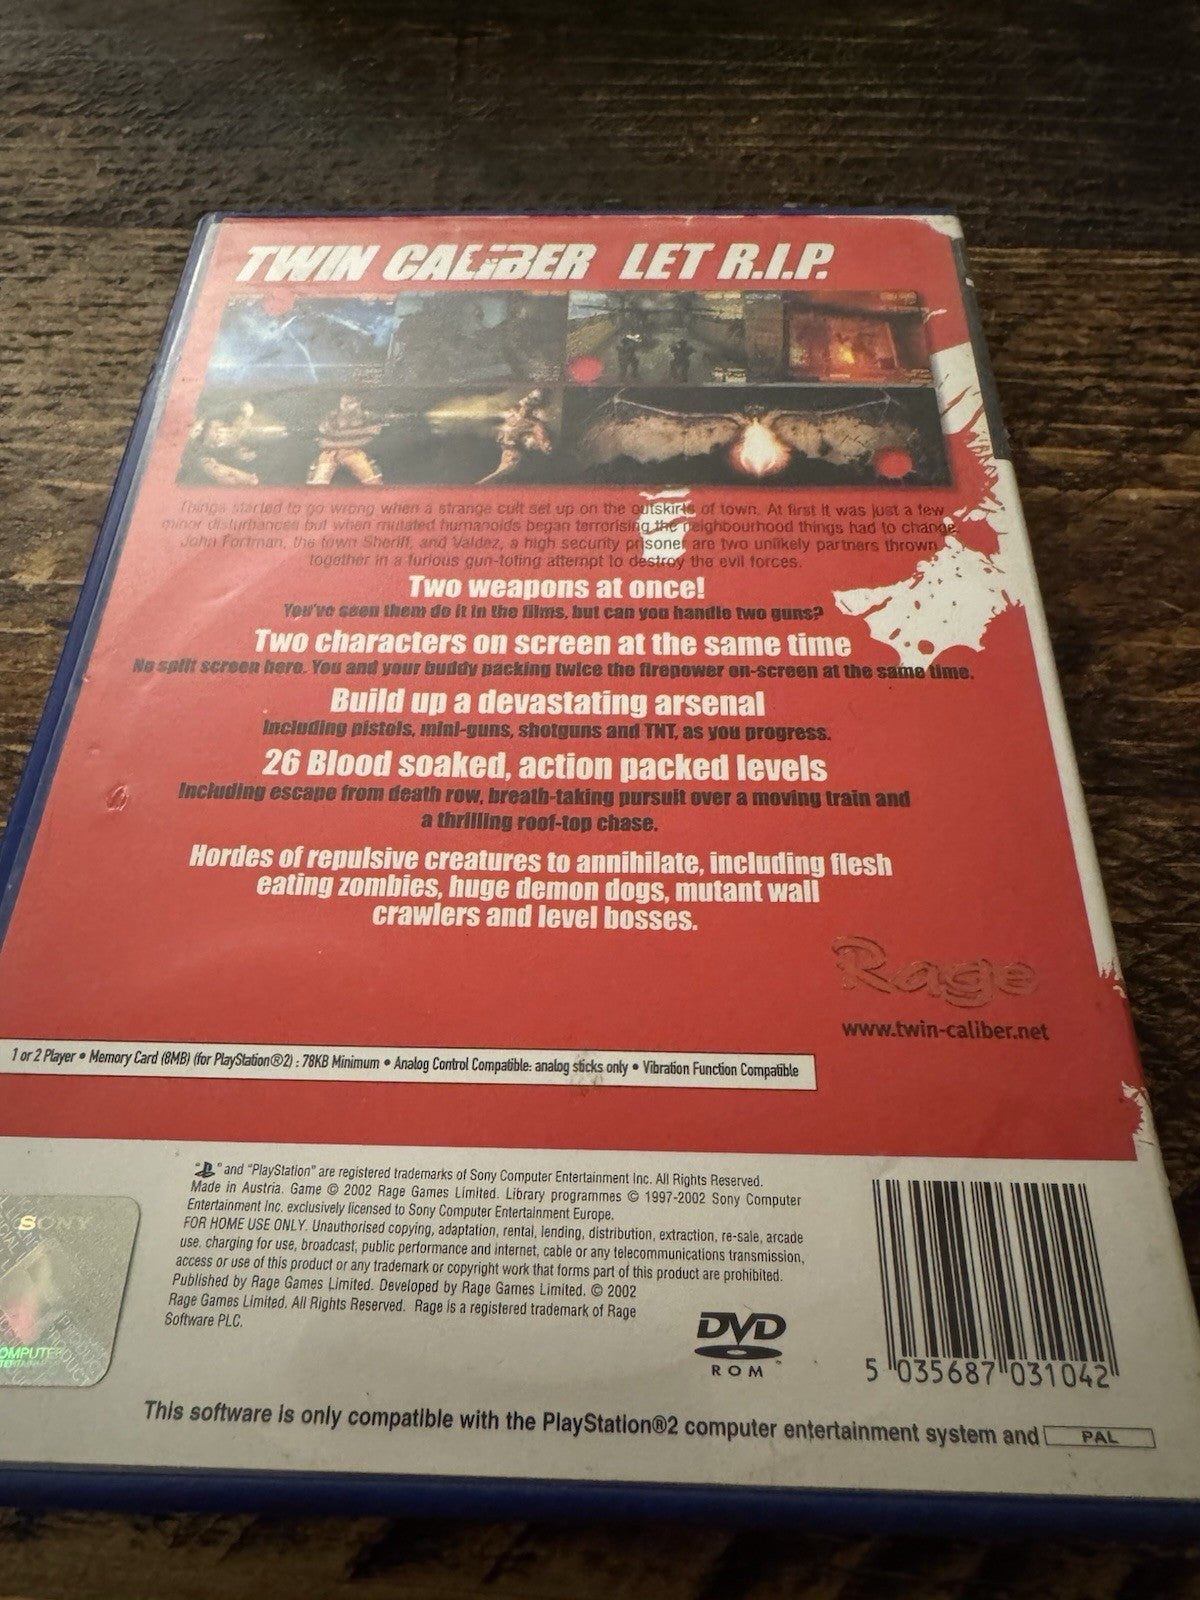 TWIN CALIBER LET R.I.P.
Things started to go wrong when a strange cult set up on the outskirts of town. At first it was just a few
minor disturbances but when mutated humanoids began terrorising the neighbourhood things had to change.
John Fortman, the town Sheriff, and Valdez, a high security prisoner are two unlikely partners thrown
together in a furious gun-toting attempt to destroy the evil forces.
Two weapons at once!
You've seen them do it in the films, but can you handle two guns?
Two characters on screen at the same time
No split screen here. You and your buddy packing twice the firepower on-screen at the same time.
Build up a devastating arsenal
Including pistols, mini-guns, shotguns and TNT, as you progress.
26 Blood soaked, action packed levels
Including escape from death row, breath-taking pursuit over a moving train and
a thrilling roof-top chase.
Hordes of repulsive creatures to annihilate, including flesh
eating zombies, huge demon dogs, mutant wall
crawlers and level bosses.
Rage
www.twin-caliber.net
1 or 2 Player • Memory Card (8MB) (for PlayStation®2) : 78KB Minimum • Analog Control Compatible: analog sticks only • Vibration Function Compatible
" " and "PlayStation" are registered trademarks of Sony Computer Entertainment Inc. All Rights Reserved.
Made in Austria. Game © 2002 Rage Games Limited. Library programmes © 1997-2002 Sony Computer
Entertainment Inc. exclusively licensed to Sony Computer Entertainment Europe.
FOR HOME USE ONLY. Unauthorised copying, adaptation, rental, lending, distribution, extraction, re-sale, arcade
use, charging for use, broadcast, public performance and internet, cable or any telecommunications transmission,
access or use of this product or any trademark or copyright work that forms part of this product are prohibited.
Published by Rage Games Limited. Developed by Rage Games Limited. © 2002
Rage Games Limited. All Rights Reserved. Rage is a registered trademark of Rage
Software PLC.
SONY
DVD
ROM
5 035687 031042
This software is only compatible with the PlayStation®2 computer entertainment system and PAL